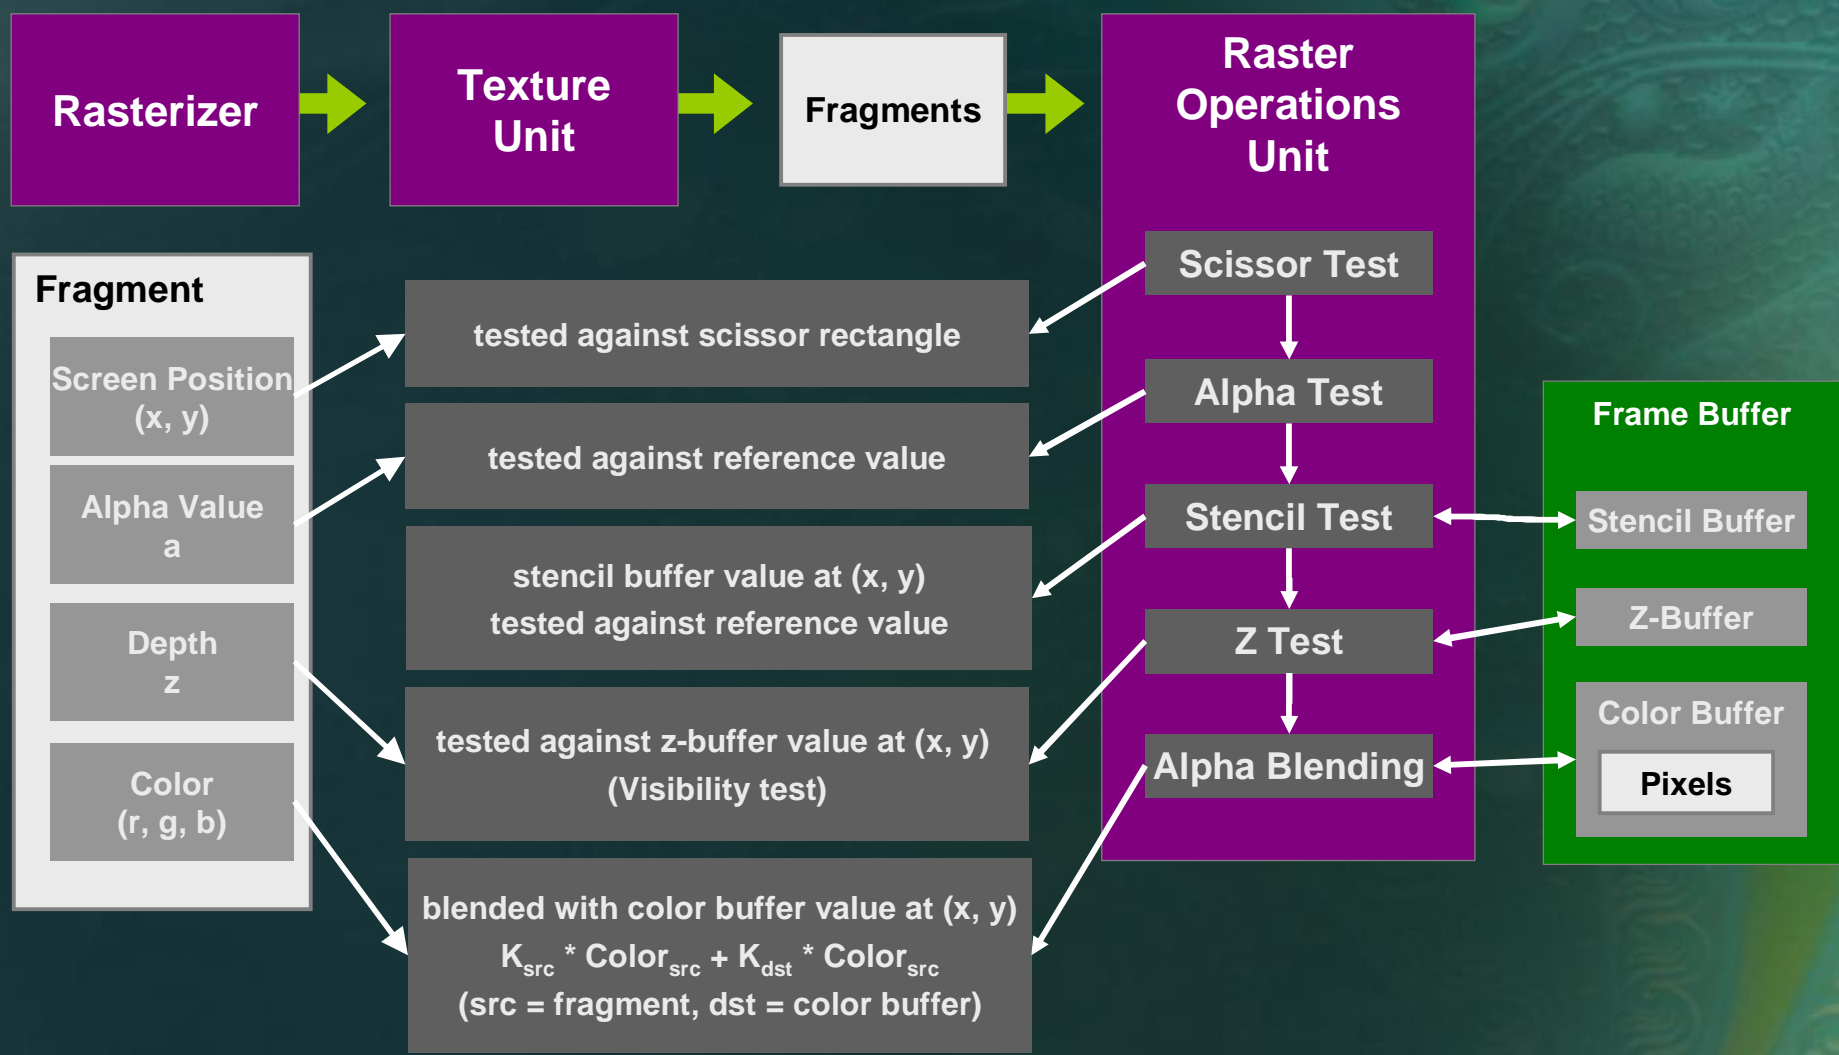 Rasterizer
Texture
Unit
Fragments
Raster
Operations
Unit
Fragment
Screen Position
(x, y)
Alpha Value
a
Depth
z
Color
(r, g, b)
tested against scissor rectangle
tested against reference value
stencil buffer value at (x, y)
tested against reference value
tested against z-buffer value at (x, y)
(Visibility test)
blended with color buffer value at (x, y)
Ksrc * Colorsrc + Kdst * Colorsrc
(src = fragment, dst = color buffer)
Scissor Test
Alpha Test
Stencil Test
Z Test
Alpha Blending
Frame Buffer
Stencil Buffer
Z-Buffer
Color Buffer
Pixels